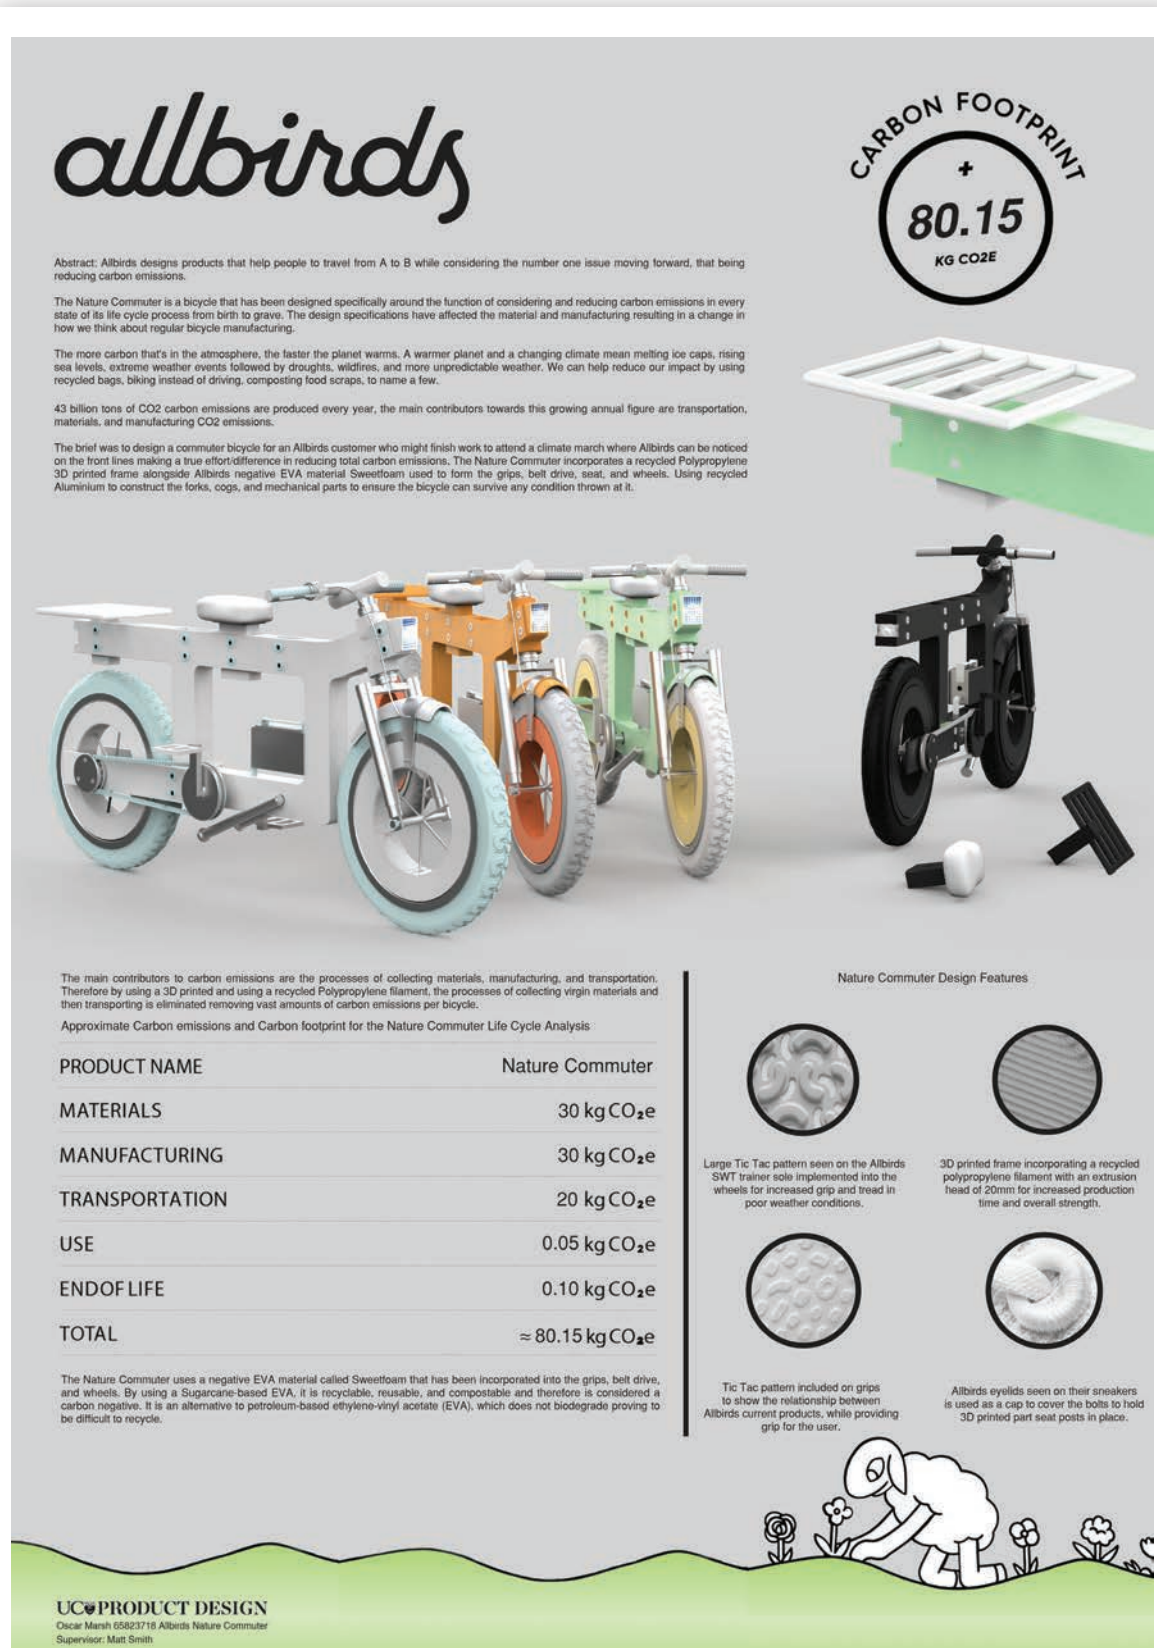 allbirds
CARBON FOOTPRINT
+
80.15
KG CO2E
Abstract: Allbirds designs products that help people to travel from A to B while considering the number one issue moving forward, that being
reducing carbon emissions.
The Nature Commuter is a bicycle that has been designed specifically around the function of considering and reducing carbon emissions in every
state of its life cycle process from birth to grave. The design specifications have affected the material and manufacturing resulting in a change in
how we think about regular bicycle manufacturing.
The more carbon that's in the atmosphere, the faster the planet warms. A warmer planet and a changing climate mean melting ice caps, rising
sea levels, extreme weather events followed by droughts, wildfires, and more unpredictable weather. We can help reduce our impact by using
recycled bags, biking instead of driving, composting food scraps, to name a few.
43 billion tons of CO2 carbon emissions are produced every year, the main contributors towards this growing annual figure are transportation,
materials, and manufacturing CO2 emissions.
The brief was to design a commuter bicycle for an Allbirds customer who might finish work to attend a climate march where Allbirds can be noticed
on the front lines making a true effort/difference in reducing total carbon emissions. The Nature Commuter incorporates a recycled Polypropylene
3D printed frame alongside Allbirds negative EVA material Sweetfoam used to form the grips, belt drive, seat, and wheels. Using recycled
Aluminium to construct the forks, cogs, and mechanical parts to ensure the bicycle can survive any condition thrown at it.
The main contributors to carbon emissions are the processes of collecting materials, manufacturing, and transportation.
Therefore by using a 3D printed and using a recycled Polypropylene filament, the processes of collecting virgin materials and
then transporting is eliminated removing vast amounts of carbon emissions per bicycle.
Approximate Carbon emissions and Carbon footprint for the Nature Commuter Life Cycle Analysis
PRODUCT NAME Nature Commuter
MATERIALS 30 kg CO₂e
MANUFACTURING 30 kg CO₂e
TRANSPORTATION 20 kg CO₂e
USE 0.05 kg CO₂e
END OF LIFE 0.10 kg CO₂e
TOTAL ≈ 80.15 kg CO₂e
The Nature Commuter uses a negative EVA material called Sweetfoam that has been incorporated into the grips, belt drive,
and wheels. By using a Sugarcane-based EVA, it is recyclable, reusable, and compostable and therefore is considered a
carbon negative. It is an alternative to petroleum-based ethylene-vinyl acetate (EVA), which does not biodegrade proving to
be difficult to recycle.
Nature Commuter Design Features
Large Tic Tac pattern seen on the Allbirds
SWT trainer sole implemented into the
wheels for increased grip and tread in
poor weather conditions.
3D printed frame incorporating a recycled
polypropylene filament with an extrusion
head of 20mm for increased production
time and overall strength.
Tic Tac pattern included on grips
to show the relationship between
Allbirds current products, while providing
grip for the user.
Allbirds eyelids seen on their sneakers
is used as a cap to cover the bolts to hold
3D printed part seat posts in place.
UC PRODUCT DESIGN
Oscar Marsh 65823718 Allbirds Nature Commuter
Supervisor: Matt Smith